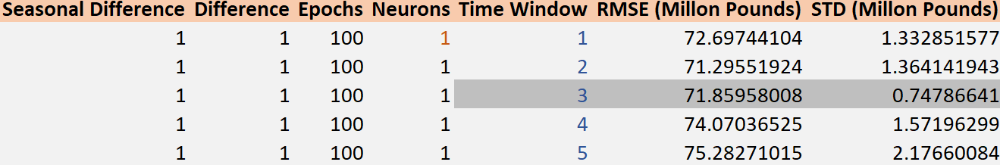 Seasonal Difference Difference Epochs Neurons Time Window RMSE (Millon Pounds) STD (Millon Pounds)
1 1 100 1 1 72.69744104 1.332851577
1 1 100 1 2 71.29551924 1.364141943
1 1 100 1 3 71.85958008 0.74786641
1 1 100 1 4 74.07036525 1.57196299
1 1 100 1 5 75.28271015 2.17660084